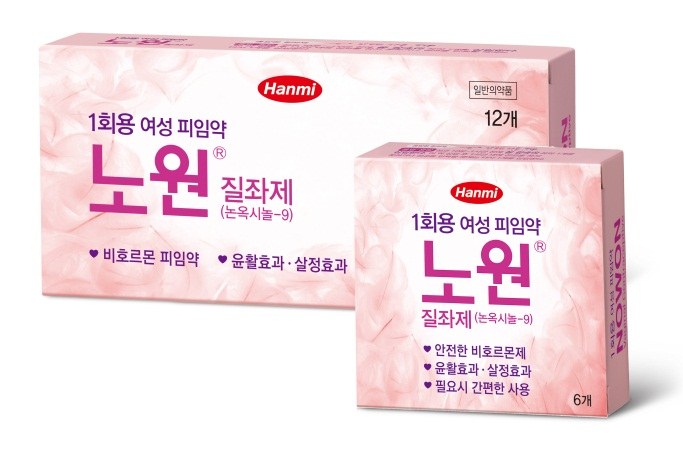 Hanmi
일반의약품
12개
1회용 여성 피임약
노원®
질좌제
(논옥시놀-9)
♥ 비호르몬 피임약 ♥ 윤활효과·살정효과
Hanmi
1회용 여성 피임약
노원®
질좌제(논옥시놀-9)
♥ 안전한 비호르몬제
♥ 윤활효과·살정효과
♥ 필요시 간편한 사용
6개
NOWON